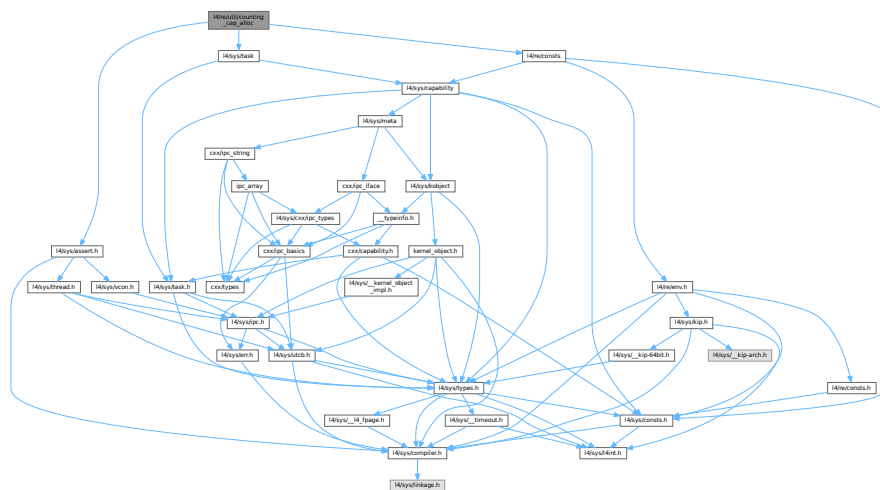 l4/re/util/counting
_cap_alloc
l4/sys/task
l4/re/consts
l4/sys/capability
l4/sys/meta
cxx/ipc_string
ipc_array
cxx/ipc_iface
l4/sys/kobject
l4/sys/cxx/ipc_types
__typeinfo.h
l4/sys/assert.h
cxx/ipc_basics
cxx/capability.h
kernel_object.h
l4/sys/thread.h
l4/sys/vcon.h
l4/sys/task.h
cxx/types
l4/sys/__kernel_object
_impl.h
l4/re/env.h
l4/sys/ipc.h
l4/sys/kip.h
l4/sys/err.h
l4/sys/utcb.h
l4/sys/__kip-64bit.h
l4/sys/__kip-arch.h
l4/sys/types.h
l4/re/consts.h
l4/sys/__l4_fpage.h
l4/sys/__timeout.h
l4/sys/consts.h
l4/sys/compiler.h
l4/sys/l4int.h
l4/sys/linkage.h